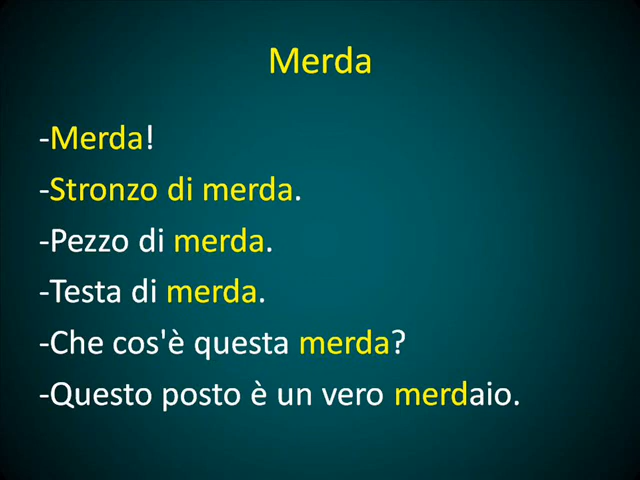 Merda
-Merda!
-Stronzo di merda.
-Pezzo di merda.
-Testa di merda.
-Che cos'è questa merda?
-Questo posto è un vero merdaio.